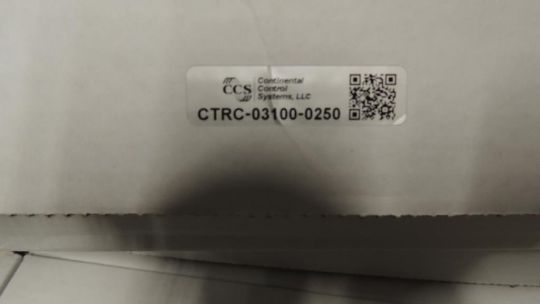 CCS
Continental
Control
Systems, LLC
CTRC-03100-0250